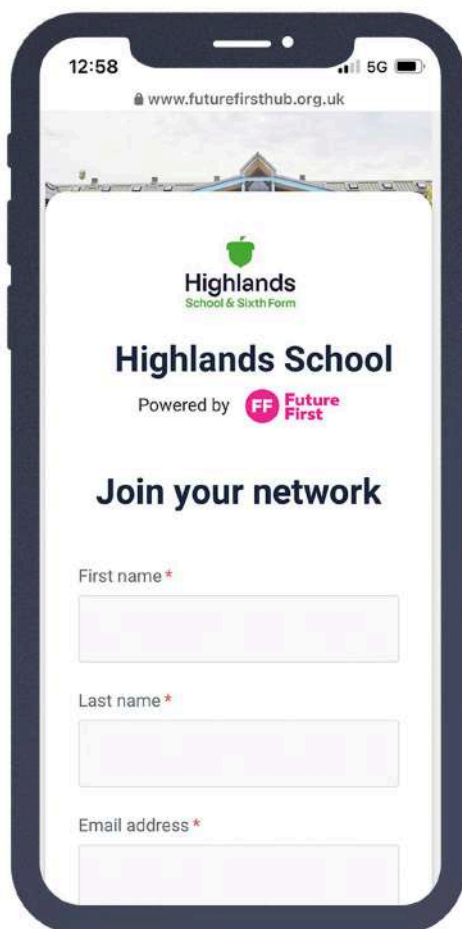 12:58
5G
www.futurefirsthub.org.uk
Highlands
School & Sixth Form
Highlands School
Powered by FF Future First
Join your network
First name *
Last name *
Email address *